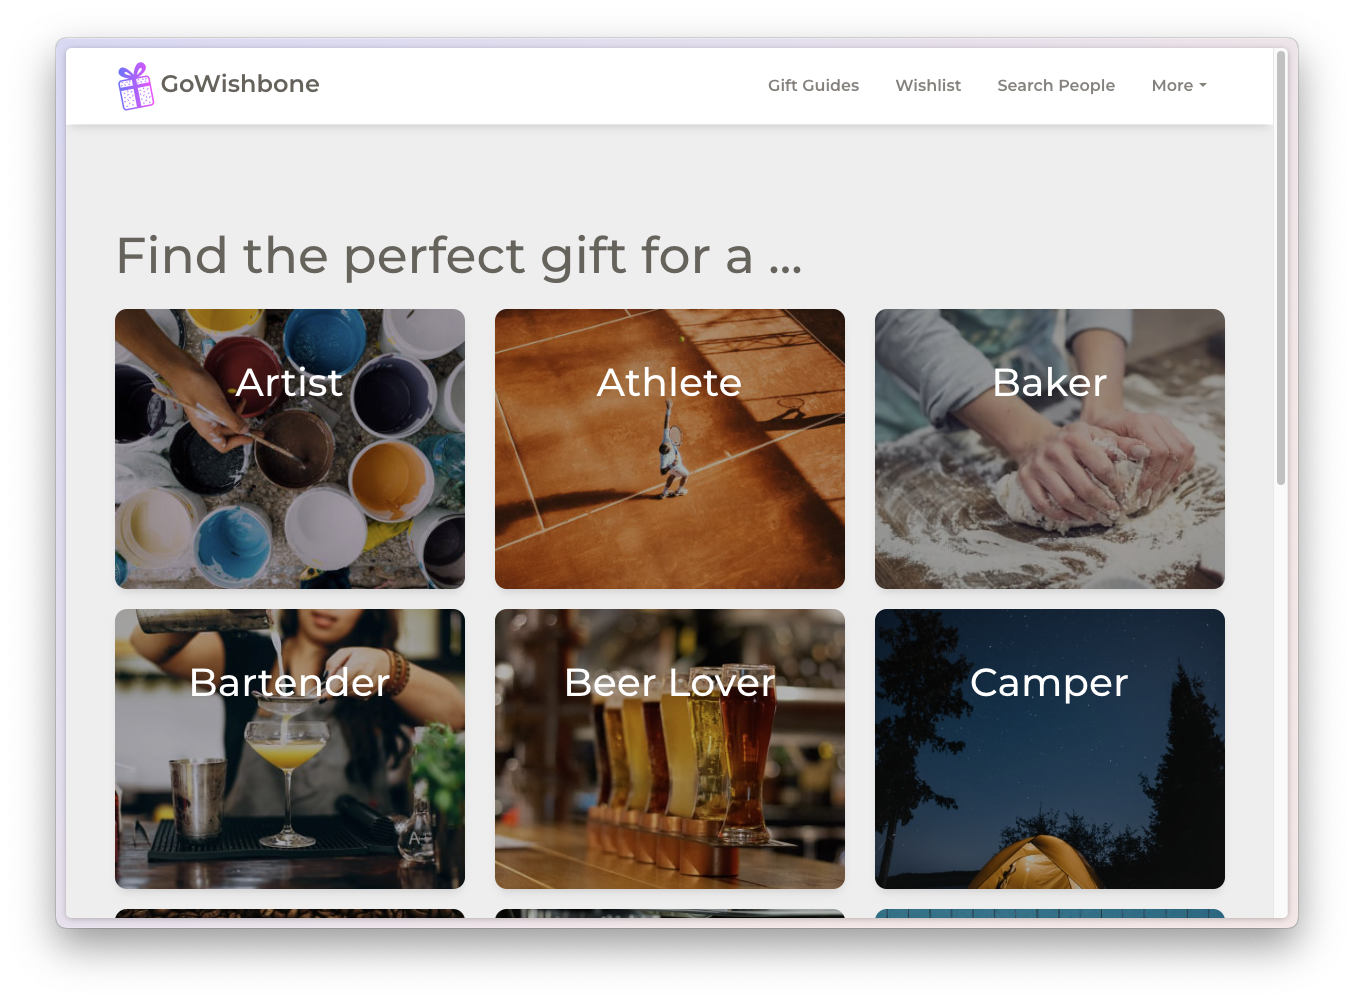 GoWishbone
Gift Guides Wishlist Search People More
Find the perfect gift for a ...
Artist Athlete Baker
Bartender Beer Lover Camper